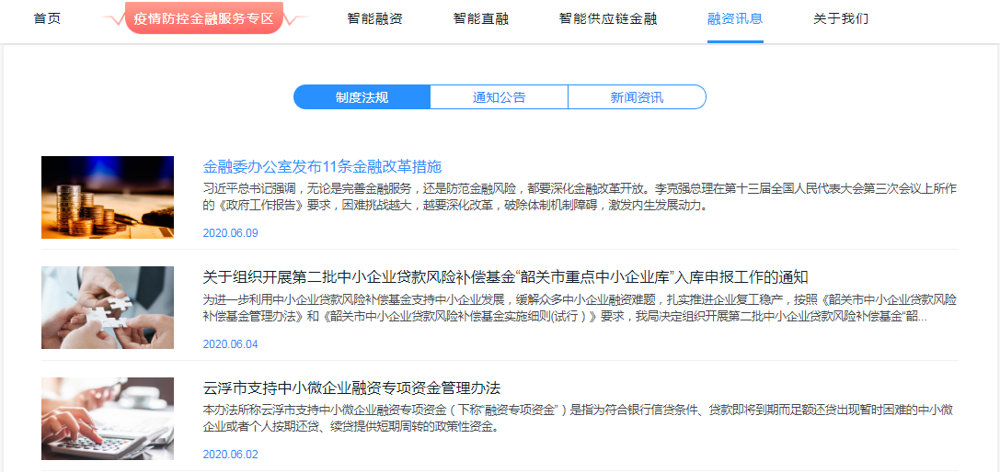 首页 疫情防控金融服务专区 智能融资 智能直融 智能供应链金融 融资讯息 关于我们
制度法规 通知公告 新闻资讯
金融委办公室发布11条金融改革措施
习近平总书记强调，无论是完善金融服务，还是防范金融风险，都要深化金融改革开放。李克强总理在第十三届全国人民代表大会第三次会议上所作
的《政府工作报告》要求，困难挑战越大，越要深化改革，破除体制机制障碍，激发内生发展动力。
2020.06.09
关于组织开展第二批中小企业贷款风险补偿基金“韶关市重点中小企业库”入库申报工作的通知
为进一步利用中小企业贷款风险补偿基金支持中小企业发展，缓解众多中小企业融资难题，扎实推进企业复工稳产，按照《韶关市中小企业贷款风险
补偿基金管理办法》和《韶关市中小企业贷款风险补偿基金实施细则(试行）》要求，我局决定组织开展第二批中小企业贷款风险补偿基金“韶...
2020.06.04
云浮市支持中小微企业融资专项资金管理办法
本办法所称云浮市支持中小微企业融资专项资金（下称“融资专项资金”）是指为符合银行信贷条件、贷款即将到期而足额还贷出现暂时困难的中小微
企业或者个人按期还贷、续贷提供短期周转的政策性资金。
2020.06.02